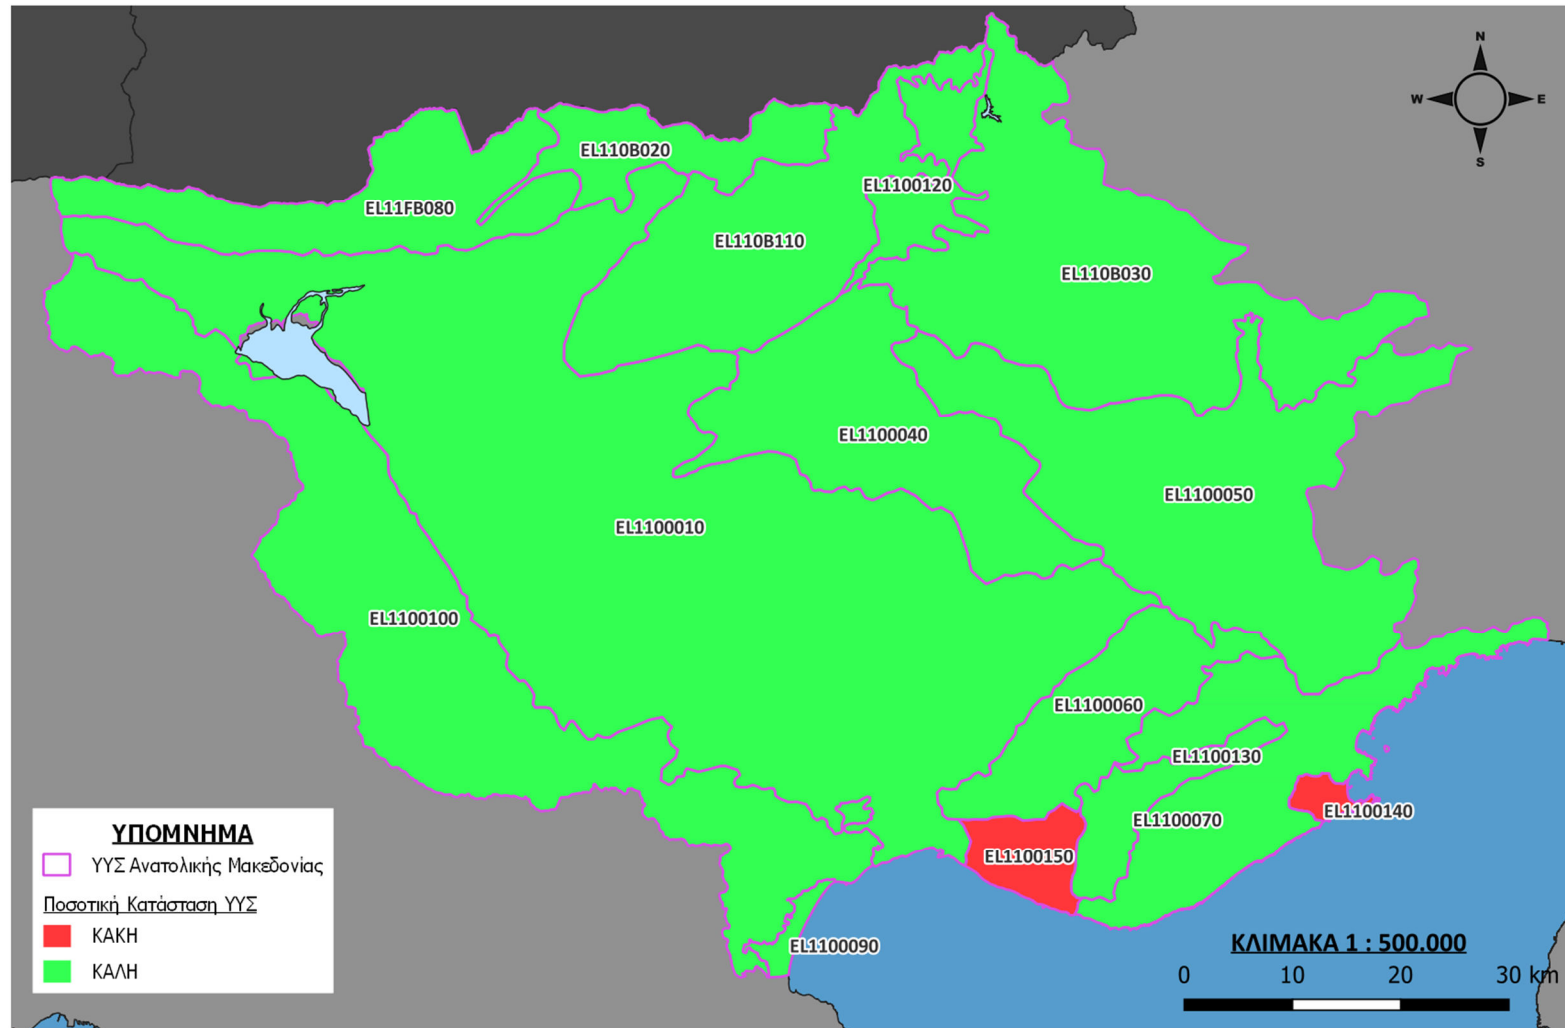 N
W
E
S
EL110B020
EL1100120
EL11FB080
EL110B110
EL110B030
EL1100040
EL1100050
EL1100010
EL1100100
EL1100060
EL1100130
EL1100140
EL1100070
EL1100150
EL1100090
ΥΠΟΜΝΗΜΑ
ΥΥΣ Ανατολικής Μακεδονίας
Ποσοτική Κατάσταση ΥΥΣ
ΚΑΚΗ
ΚΑΛΗ
ΚΛΙΜΑΚΑ 1 : 500.000
0 10 20 30 km